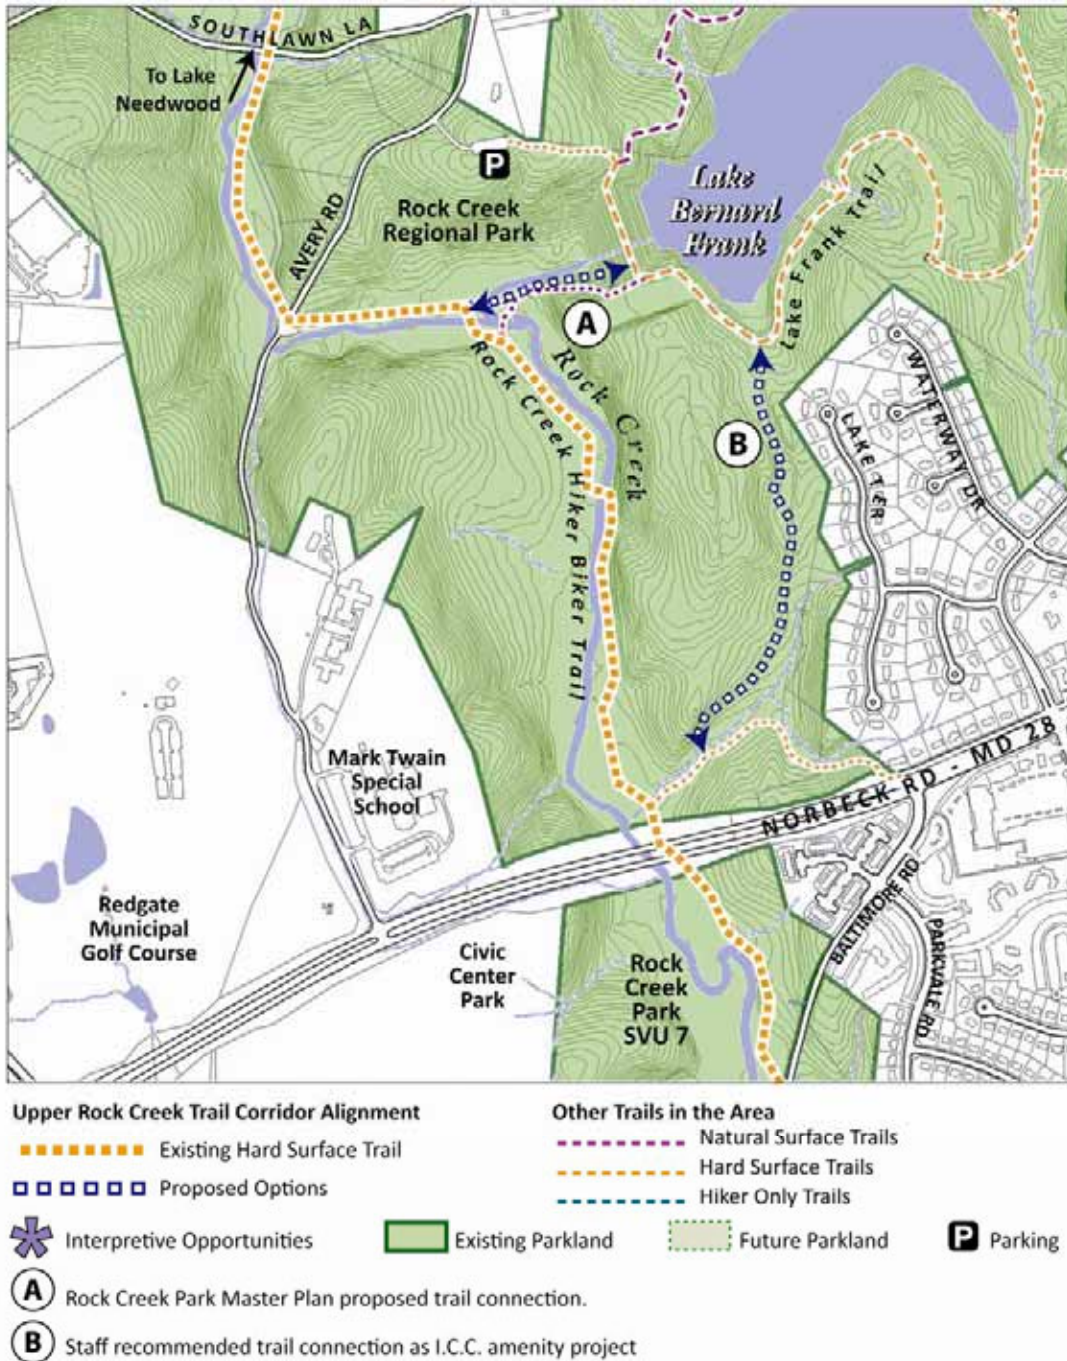 SOUTHLAWN LA
To Lake
Needwood
P
Rock Creek
Regional Park
AVERY RD
Lake
Bernard
Frank
Lake Frank Trail
A
Rock Creek
Rock Creek Hiker Biker Trail
B
WATERWAY DR
LAKE TER
Mark Twain
Special
School
NORBECK RD - MD 28
Redgate
Municipal
Golf Course
Civic
Center
Park
Rock
Creek
Park
SVU 7
BALTIMORE RD
PARKVALE RD
Upper Rock Creek Trail Corridor Alignment
Existing Hard Surface Trail
Proposed Options
Other Trails in the Area
Natural Surface Trails
Hard Surface Trails
Hiker Only Trails
Interpretive Opportunities
Existing Parkland
Future Parkland
P Parking
A Rock Creek Park Master Plan proposed trail connection.
B Staff recommended trail connection as I.C.C. amenity project